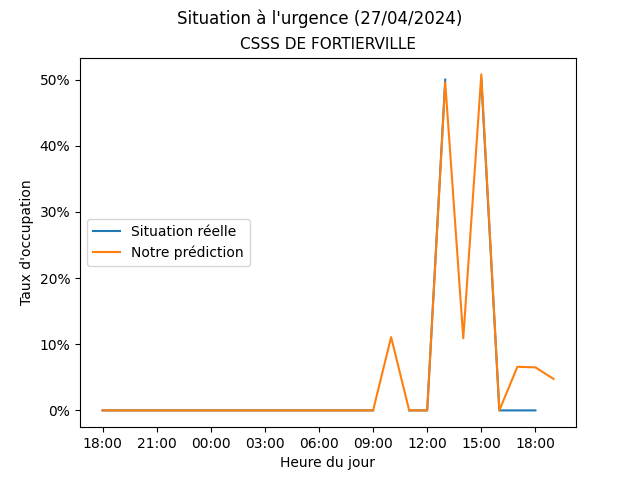 Situation à l'urgence (27/04/2024)
CSSS DE FORTIERVILLE
50%
40%
30%
20%
10%
0%
Taux d'occupation
Situation réelle
Notre prédiction
18:00 21:00 00:00 03:00 06:00 09:00 12:00 15:00 18:00
Heure du jour